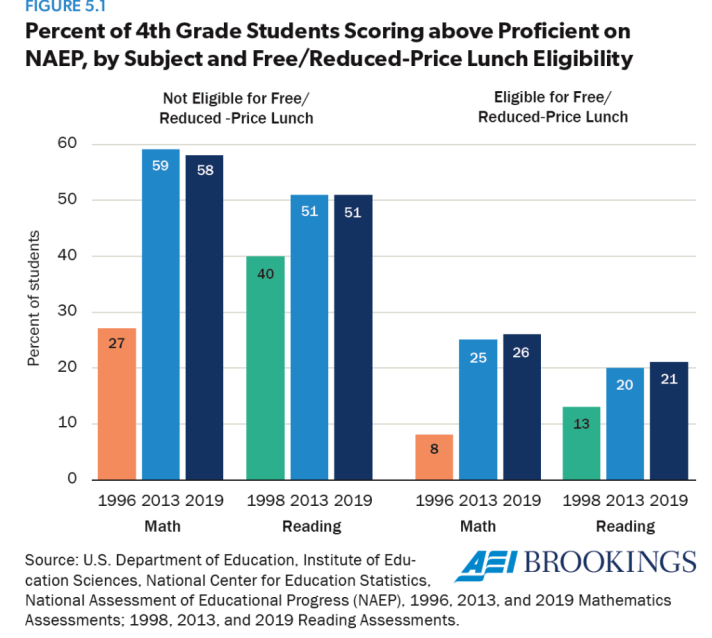 FIGURE 5.1
Percent of 4th Grade Students Scoring above Proficient on
NAEP, by Subject and Free/Reduced-Price Lunch Eligibility
Not Eligible for Free/
Reduced -Price Lunch
Eligible for Free/
Reduced-Price Lunch
Percent of students
60
50
40
30
20
10
0
27
59
58
40
51
51
8
25
26
13
20
21
1996 2013 2019
1998 2013 2019
1996 2013 2019
1998 2013 2019
Math
Reading
Math
Reading
Source: U.S. Department of Education, Institute of Edu-
cation Sciences, National Center for Education Statistics,
National Assessment of Educational Progress (NAEP), 1996, 2013, and 2019 Mathematics
Assessments; 1998, 2013, and 2019 Reading Assessments.
AEI BROOKINGS